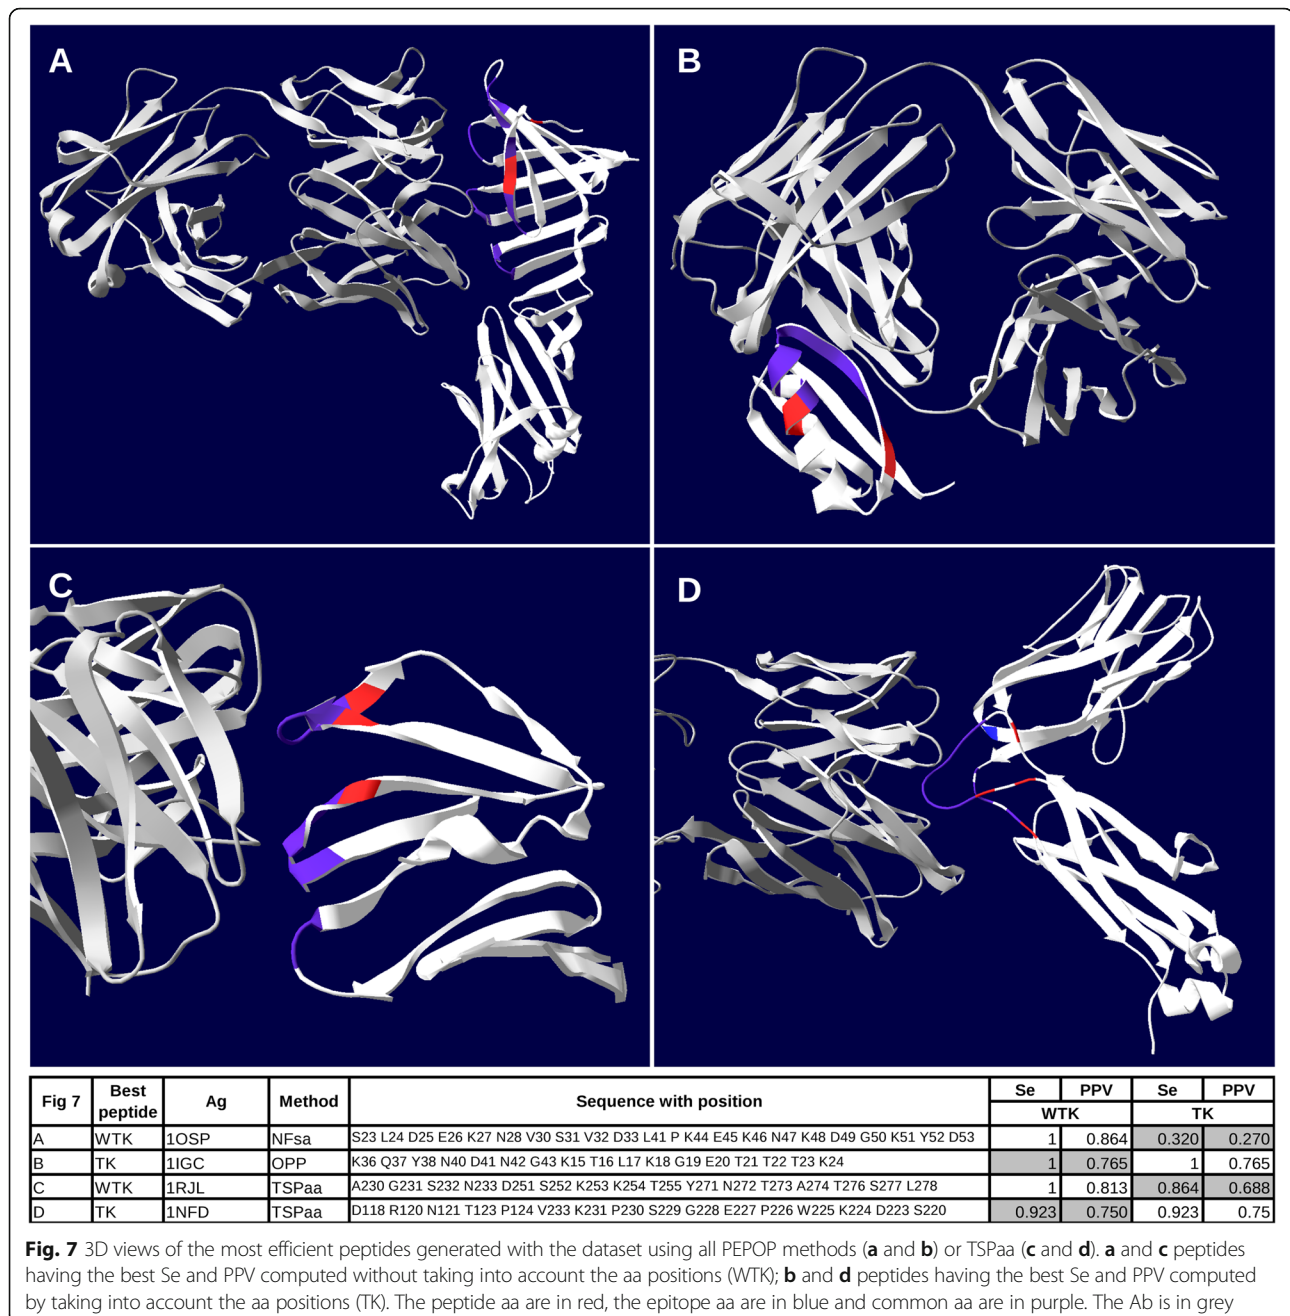 A
B
C
D
Fig 7 Best peptide Ag Method Sequence with position Se PPV Se PPV
WTK TK
A WTK 1OSP NFsa S23 L24 D25 E26 K27 N28 V30 S31 V32 D33 L41 P K44 E45 K46 N47 K48 D49 G50 K51 Y52 D53 1 0.864 0.320 0.270
B TK 1IGC OPP K36 Q37 Y38 N40 D41 N42 G43 K15 T16 L17 K18 G19 E20 T21 T22 T23 K24 1 0.765 1 0.765
C WTK 1RJL TSPaa A230 G231 S232 N233 D251 S252 K253 K254 T255 Y271 N272 T273 A274 T276 S277 L278 1 0.813 0.864 0.688
D TK 1NFD TSPaa D118 R120 N121 T123 P124 V233 K231 P230 S229 G228 E227 P226 W225 K224 D223 S220 0.923 0.750 0.923 0.75
Fig. 7 3D views of the most efficient peptides generated with the dataset using all PEPOP methods (a and b) or TSPaa (c and d). a and c peptides
having the best Se and PPV computed without taking into account the aa positions (WTK); b and d peptides having the best Se and PPV computed
by taking into account the aa positions (TK). The peptide aa are in red, the epitope aa are in blue and common aa are in purple. The Ab is in grey